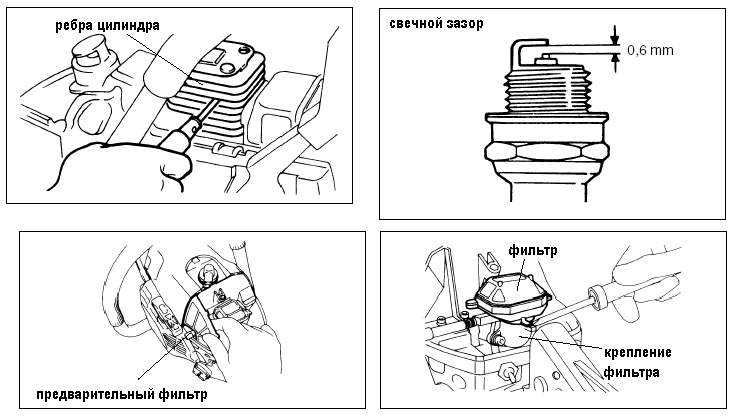 ребра цилиндра
свечной зазор
0,6 mm
предварительный фильтр
фильтр
крепление
фильтра